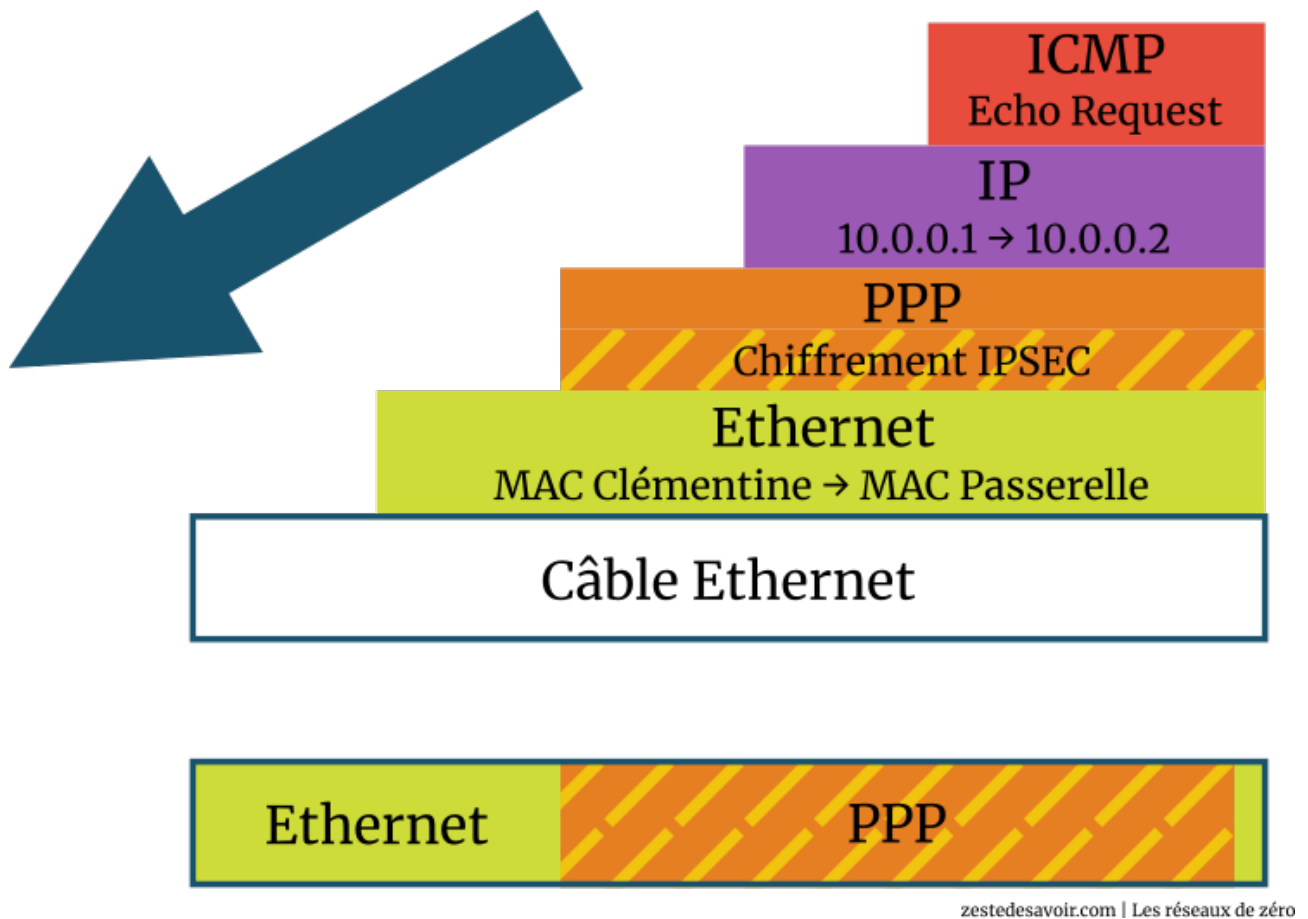 ICMP
Echo Request
IP
10.0.0.1 → 10.0.0.2
PPP
Chiffrement IPSEC
Ethernet
MAC Clémentine → MAC Passerelle
Câble Ethernet
Ethernet
PPP
zestedesavoir.com | Les réseaux de zéro